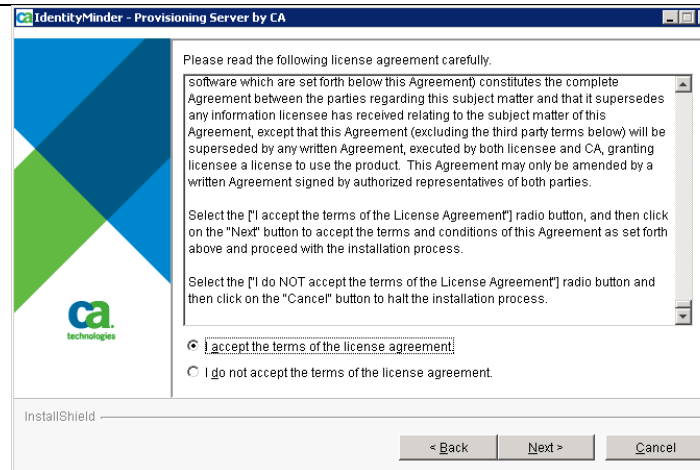 ca IdentityMinder - Provisioning Server by CA
Please read the following license agreement carefully.
software which are set forth below this Agreement) constitutes the complete
Agreement between the parties regarding this subject matter and that it supersedes
any information licensee has received relating to the subject matter of this
Agreement, except that this Agreement (excluding the third party terms below) will be
superseded by any written Agreement, executed by both licensee and CA, granting
licensee a license to use the product. This Agreement may only be amended by a
written Agreement signed by authorized representatives of both parties.
Select the ["I accept the terms of the License Agreement"] radio button, and then click
on the "Next" button to accept the terms and conditions of this Agreement as set forth
above and proceed with the installation process.
Select the ["I do NOT accept the terms of the License Agreement"] radio button and
then click on the "Cancel" button to halt the installation process.
ca.
technologies
I accept the terms of the license agreement.
I do not accept the terms of the license agreement.
InstallShield
< Back Next > Cancel